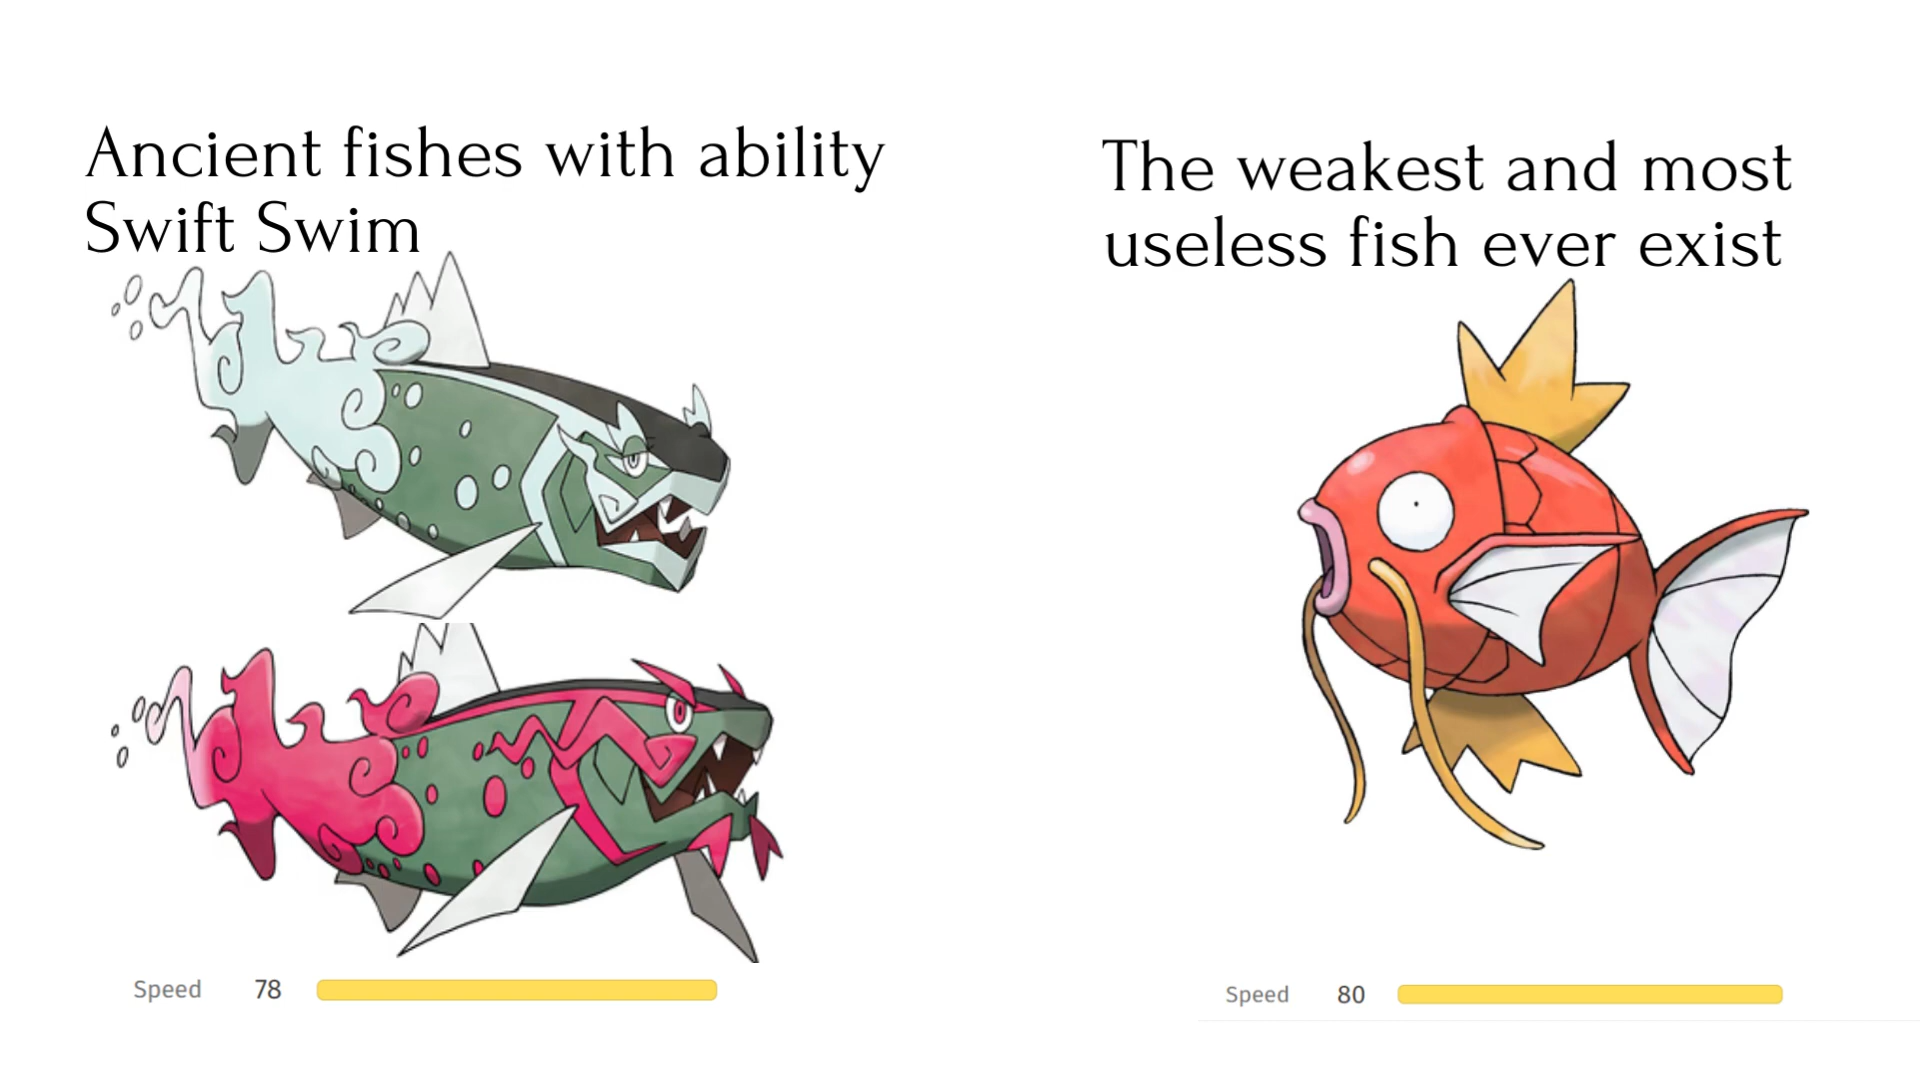 Ancient fishes with ability
Swift Swim
Speed 78
The weakest and most
useless fish ever exist
Speed 80